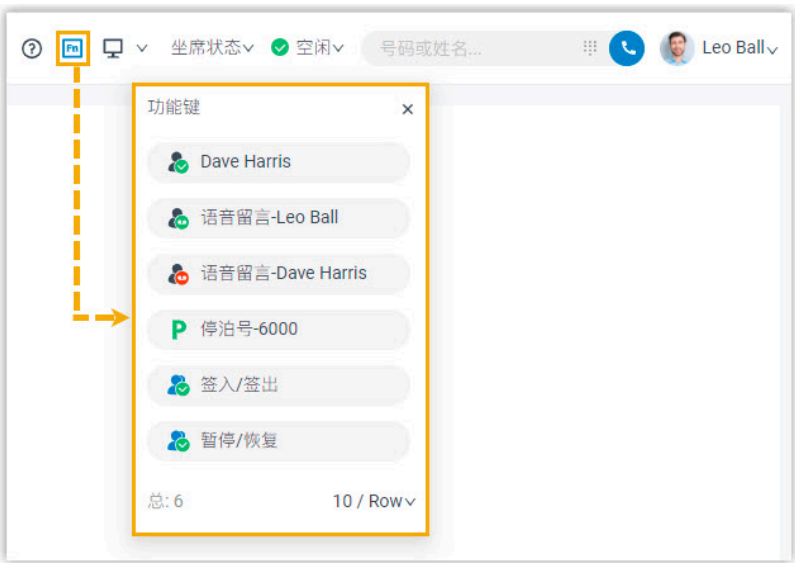 Fn 坐席状态 空闲 号码或姓名... Leo Ball
功能键
Dave Harris
语音留言-Leo Ball
语音留言-Dave Harris
P 停泊号-6000
签入/签出
暂停/恢复
总: 6 10 / Row